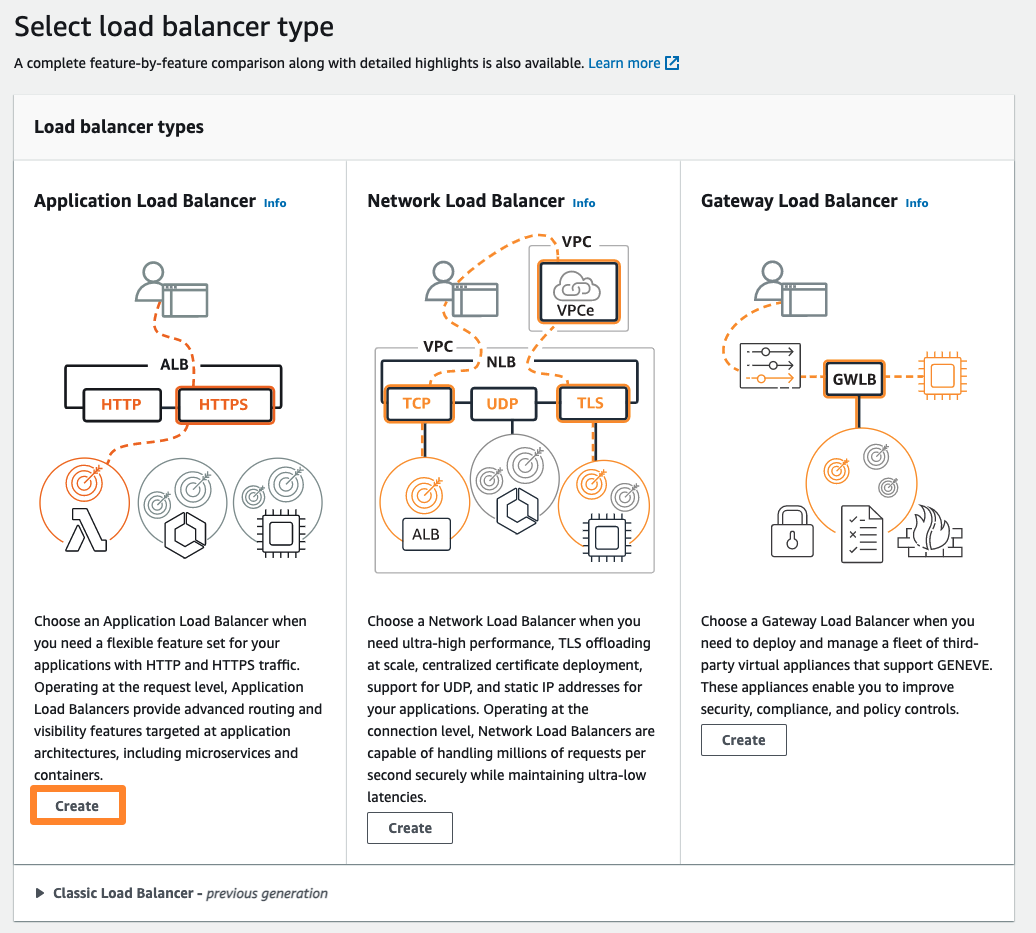 Select load balancer type
A complete feature-by-feature comparison along with detailed highlights is also available. Learn more
Load balancer types
Application Load Balancer Info
ALB
HTTP
HTTPS
Choose an Application Load Balancer when
you need a flexible feature set for your
applications with HTTP and HTTPS traffic.
Operating at the request level, Application
Load Balancers provide advanced routing and
visibility features targeted at application
architectures, including microservices and
containers.
Create
Network Load Balancer Info
VPC
VPCe
VPC
NLB
TCP
UDP
TLS
ALB
Choose a Network Load Balancer when you
need ultra-high performance, TLS offloading
at scale, centralized certificate deployment,
support for UDP, and static IP addresses for
your applications. Operating at the
connection level, Network Load Balancers are
capable of handling millions of requests per
second securely while maintaining ultra-low
latencies.
Create
Gateway Load Balancer Info
GWLB
Choose a Gateway Load Balancer when you
need to deploy and manage a fleet of third-
party virtual appliances that support GENEVE.
These appliances enable you to improve
security, compliance, and policy controls.
Create
Classic Load Balancer - previous generation